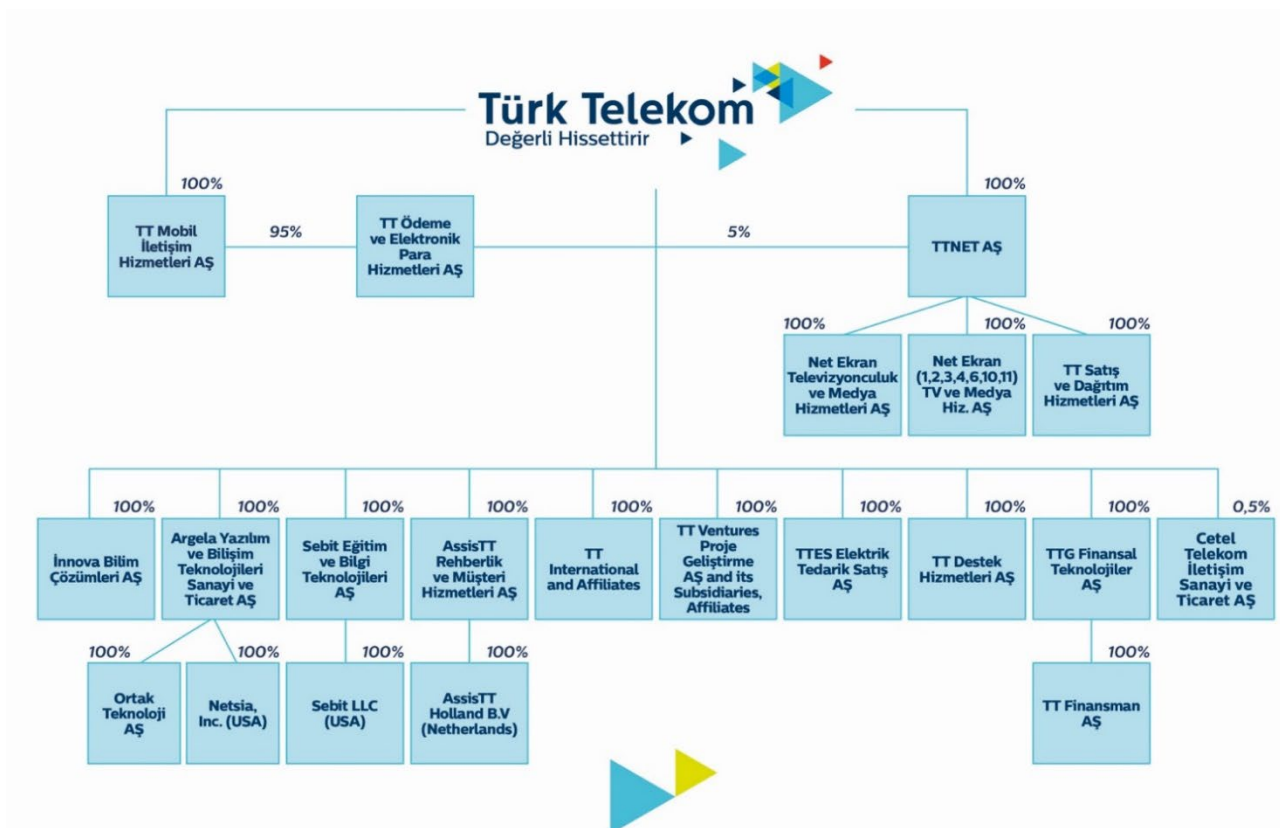 Türk Telekom
Değerli Hissettirir
100%
100%
TT Mobil
İletişim
Hizmetleri AŞ
95%
TT Ödeme
ve Elektronik
Para
Hizmetleri AŞ
5%
TTNET AŞ
100%
100%
100%
Net Ekran
Televizyonculuk
ve Medya
Hizmetleri AŞ
Net Ekran
(1,2,3,4,6,10,11)
TV ve Medya
Hiz. AŞ
TT Satış
ve Dağıtım
Hizmetleri AŞ
100%
100%
100%
100%
100%
100%
100%
100%
100%
0,5%
İnnova Bilim
Çözümleri AŞ
Argela Yazılım
ve Bilişim
Teknolojileri
Sanayi ve
Ticaret AŞ
Sebit Eğitim
ve Bilgi
Teknolojileri
AŞ
AssisTT
Rehberlik
ve Müşteri
Hizmetleri AŞ
TT
International
and Affiliates
TT Ventures
Proje
Geliştirme
AŞ and its
Subsidiaries,
Affiliates
TTES Elektrik
Tedarik Satış
AŞ
TT Destek
Hizmetleri AŞ
TTG Finansal
Teknolojiler
AŞ
Cetel
Telekom
İletişim
Sanayi ve
Ticaret AŞ
100%
100%
100%
100%
100%
Ortak
Teknoloji
AŞ
Netsia,
Inc. (USA)
Sebit LLC
(USA)
AssisTT
Holland B.V
(Netherlands)
TT Finansman
AŞ